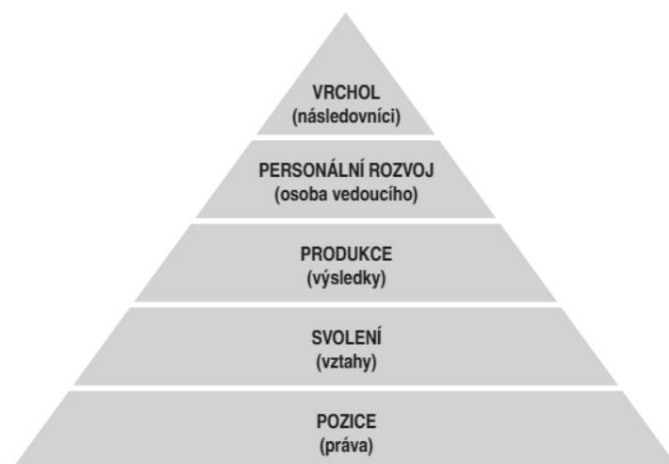 VRCHOL
(následovníci)
PERSONÁLNÍ ROZVOJ
(osoba vedoucího)
PRODUKCE
(výsledky)
SVOLENÍ
(vztahy)
POZICE
(práva)